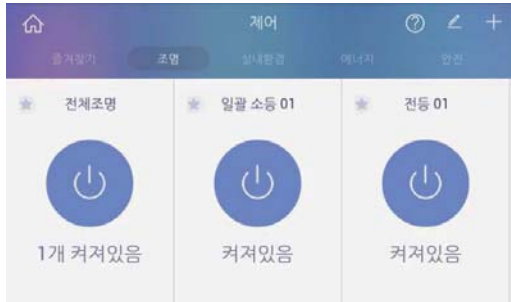 제어
즐겨찾기 조명 실내환경 에너지 안전
전체조명 일괄 소등 01 전등 01
1개 켜져있음 켜져있음 켜져있음